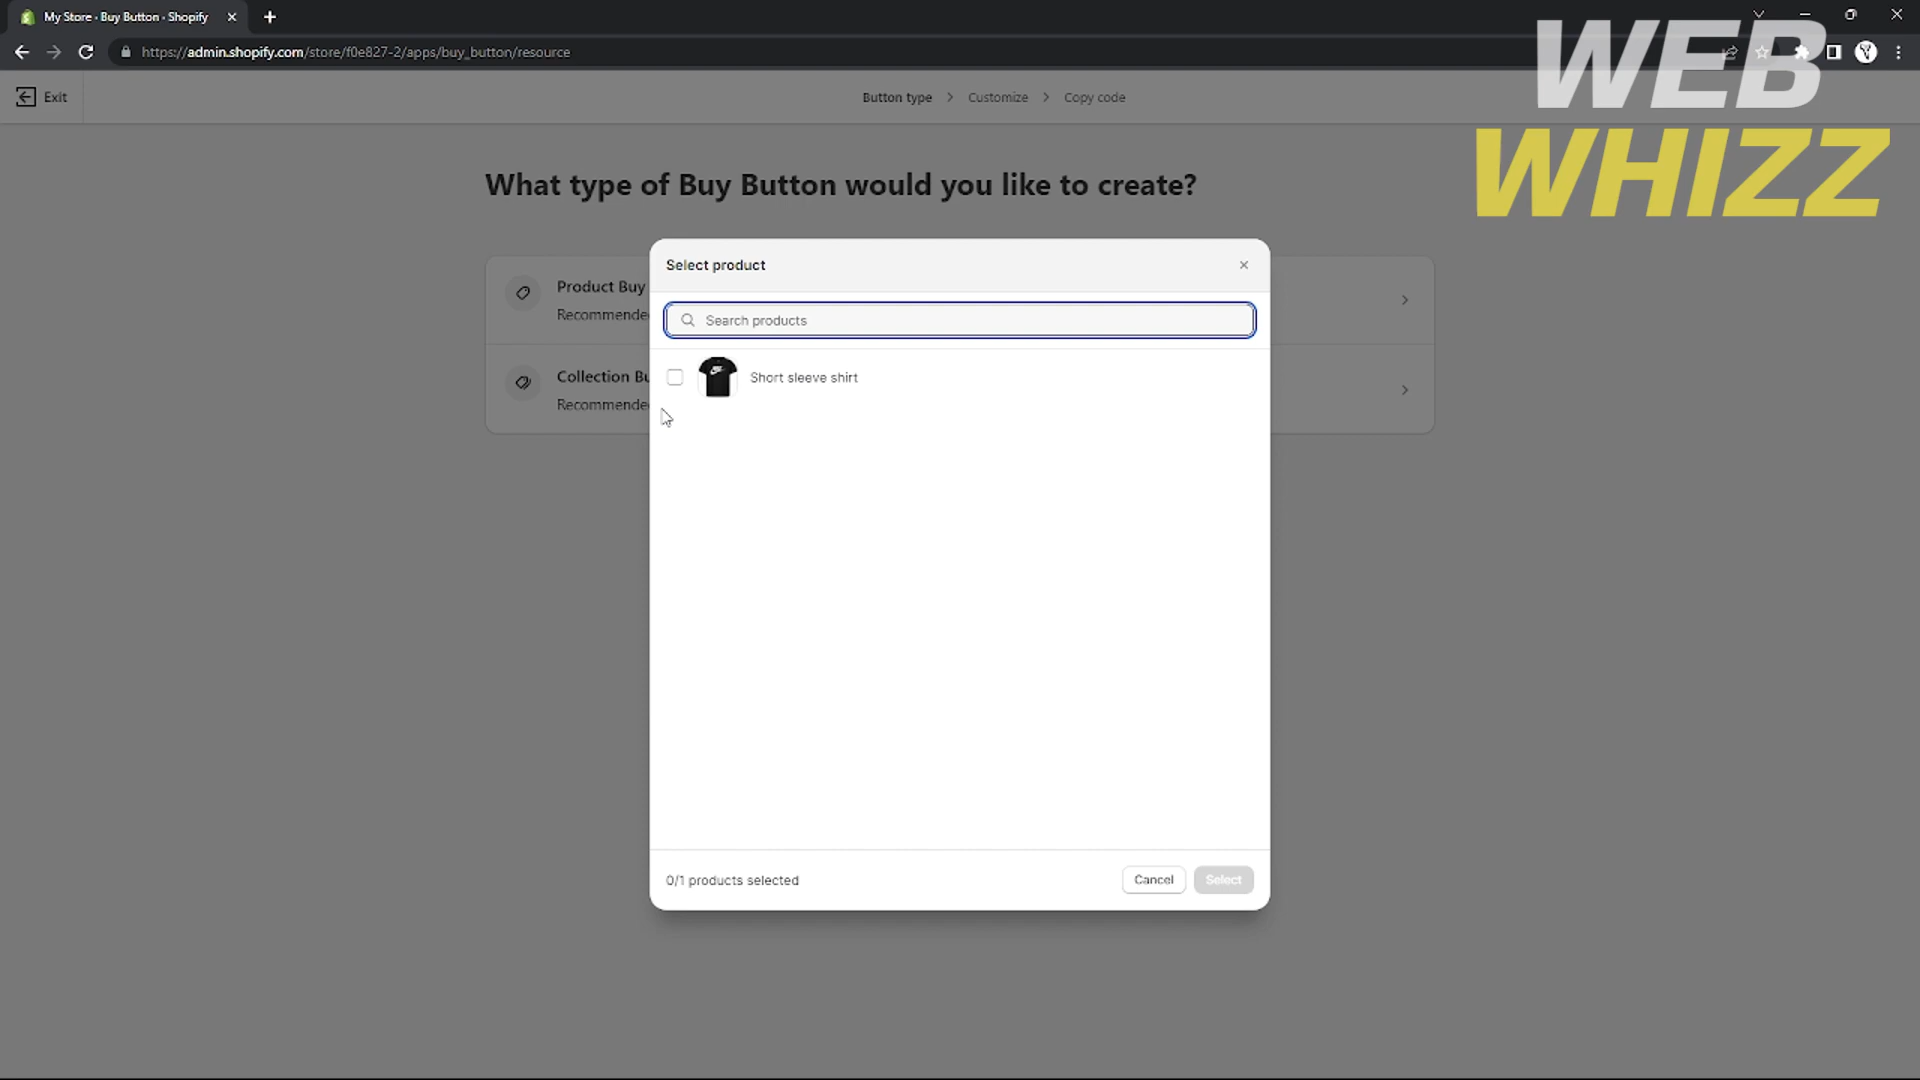 My Store · Buy Button · Shopify
https://admin.shopify.com/store/f0e827-2/apps/buy_button/resource
WEB
WHIZZ
Exit
Button type > Customize > Copy code
What type of Buy Button would you like to create?
Product Buy
Recommende
Collection Bu
Recommende
Select product
Search products
Short sleeve shirt
0/1 products selected
Cancel
Select